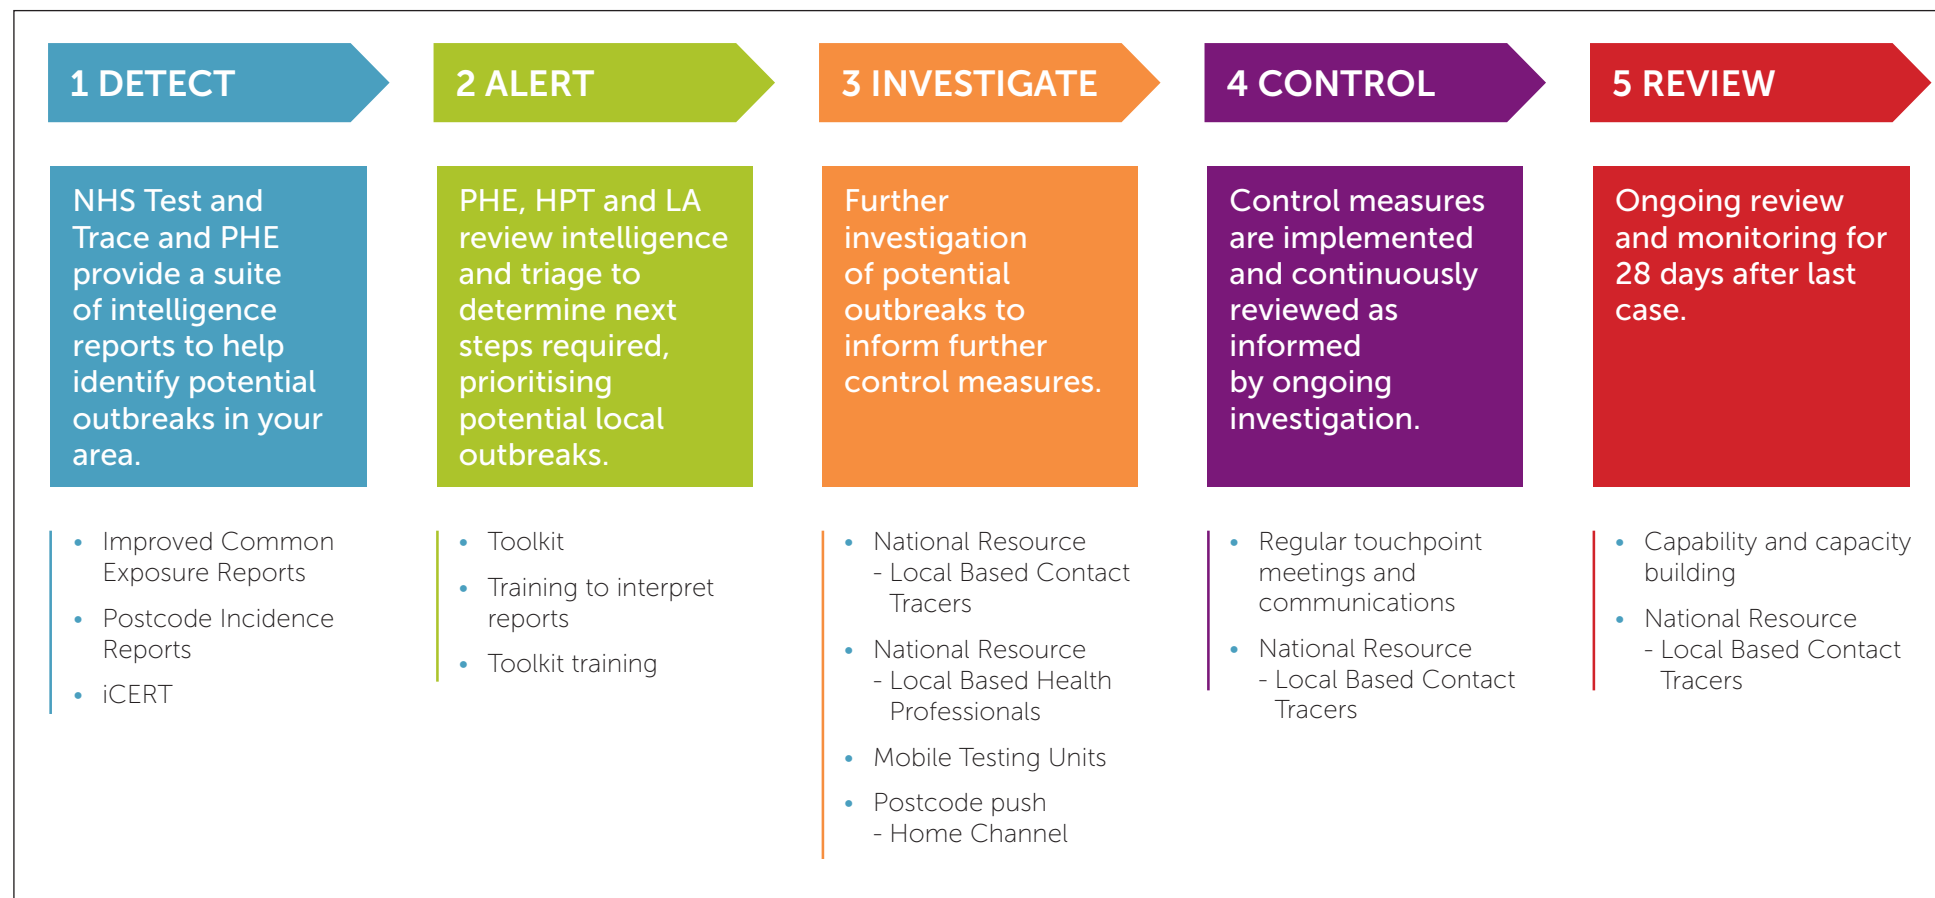 1 DETECT
NHS Test and
Trace and PHE
provide a suite
of intelligence
reports to help
identify potential
outbreaks in your
area.
• Improved Common
Exposure Reports
• Postcode Incidence
Reports
• iCERT
2 ALERT
PHE, HPT and LA
review intelligence
and triage to
determine next
steps required,
prioritising
potential local
outbreaks.
• Toolkit
• Training to interpret
reports
• Toolkit training
3 INVESTIGATE
Further
investigation
of potential
outbreaks to
inform further
control measures.
• National Resource
- Local Based Contact
Tracers
• National Resource
- Local Based Health
Professionals
• Mobile Testing Units
• Postcode push
- Home Channel
4 CONTROL
Control measures
are implemented
and continuously
reviewed as
informed
by ongoing
investigation.
• Regular touchpoint
meetings and
communications
• National Resource
- Local Based Contact
Tracers
5 REVIEW
Ongoing review
and monitoring for
28 days after last
case.
• Capability and capacity
building
• National Resource
- Local Based Contact
Tracers